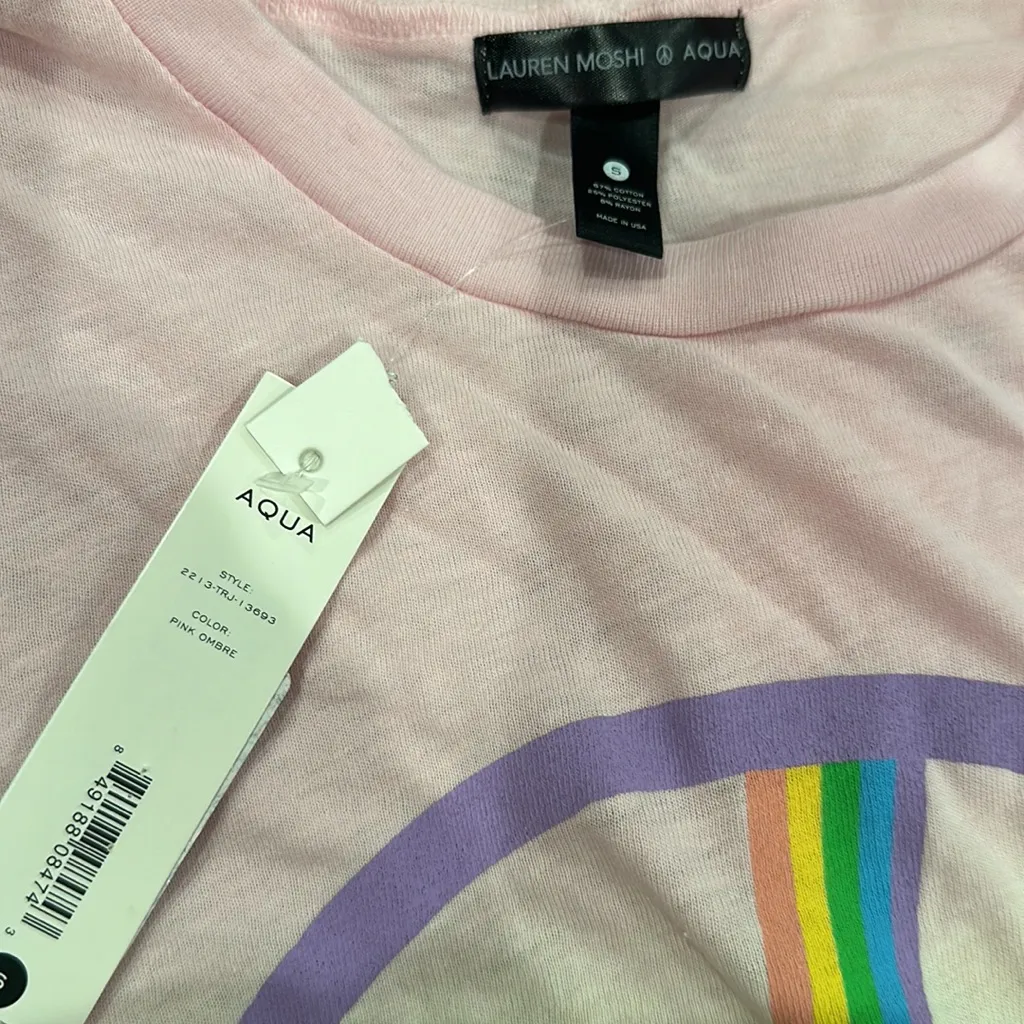 LAUREN MOSHI ☮ AQUA
S
67% COTTON
25% POLYESTER
8% RAYON
MADE IN USA
AQUA
STYLE:
2213-TRJ-13693
COLOR:
PINK OMBRE
8 49188 08474 3
S